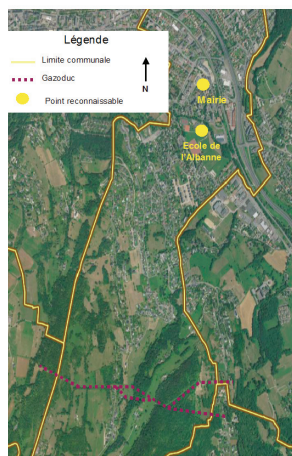 Légende
Limite communale
Gazoduc
Point reconnaissable
N
Mairie
Ecole de
l'Albanne